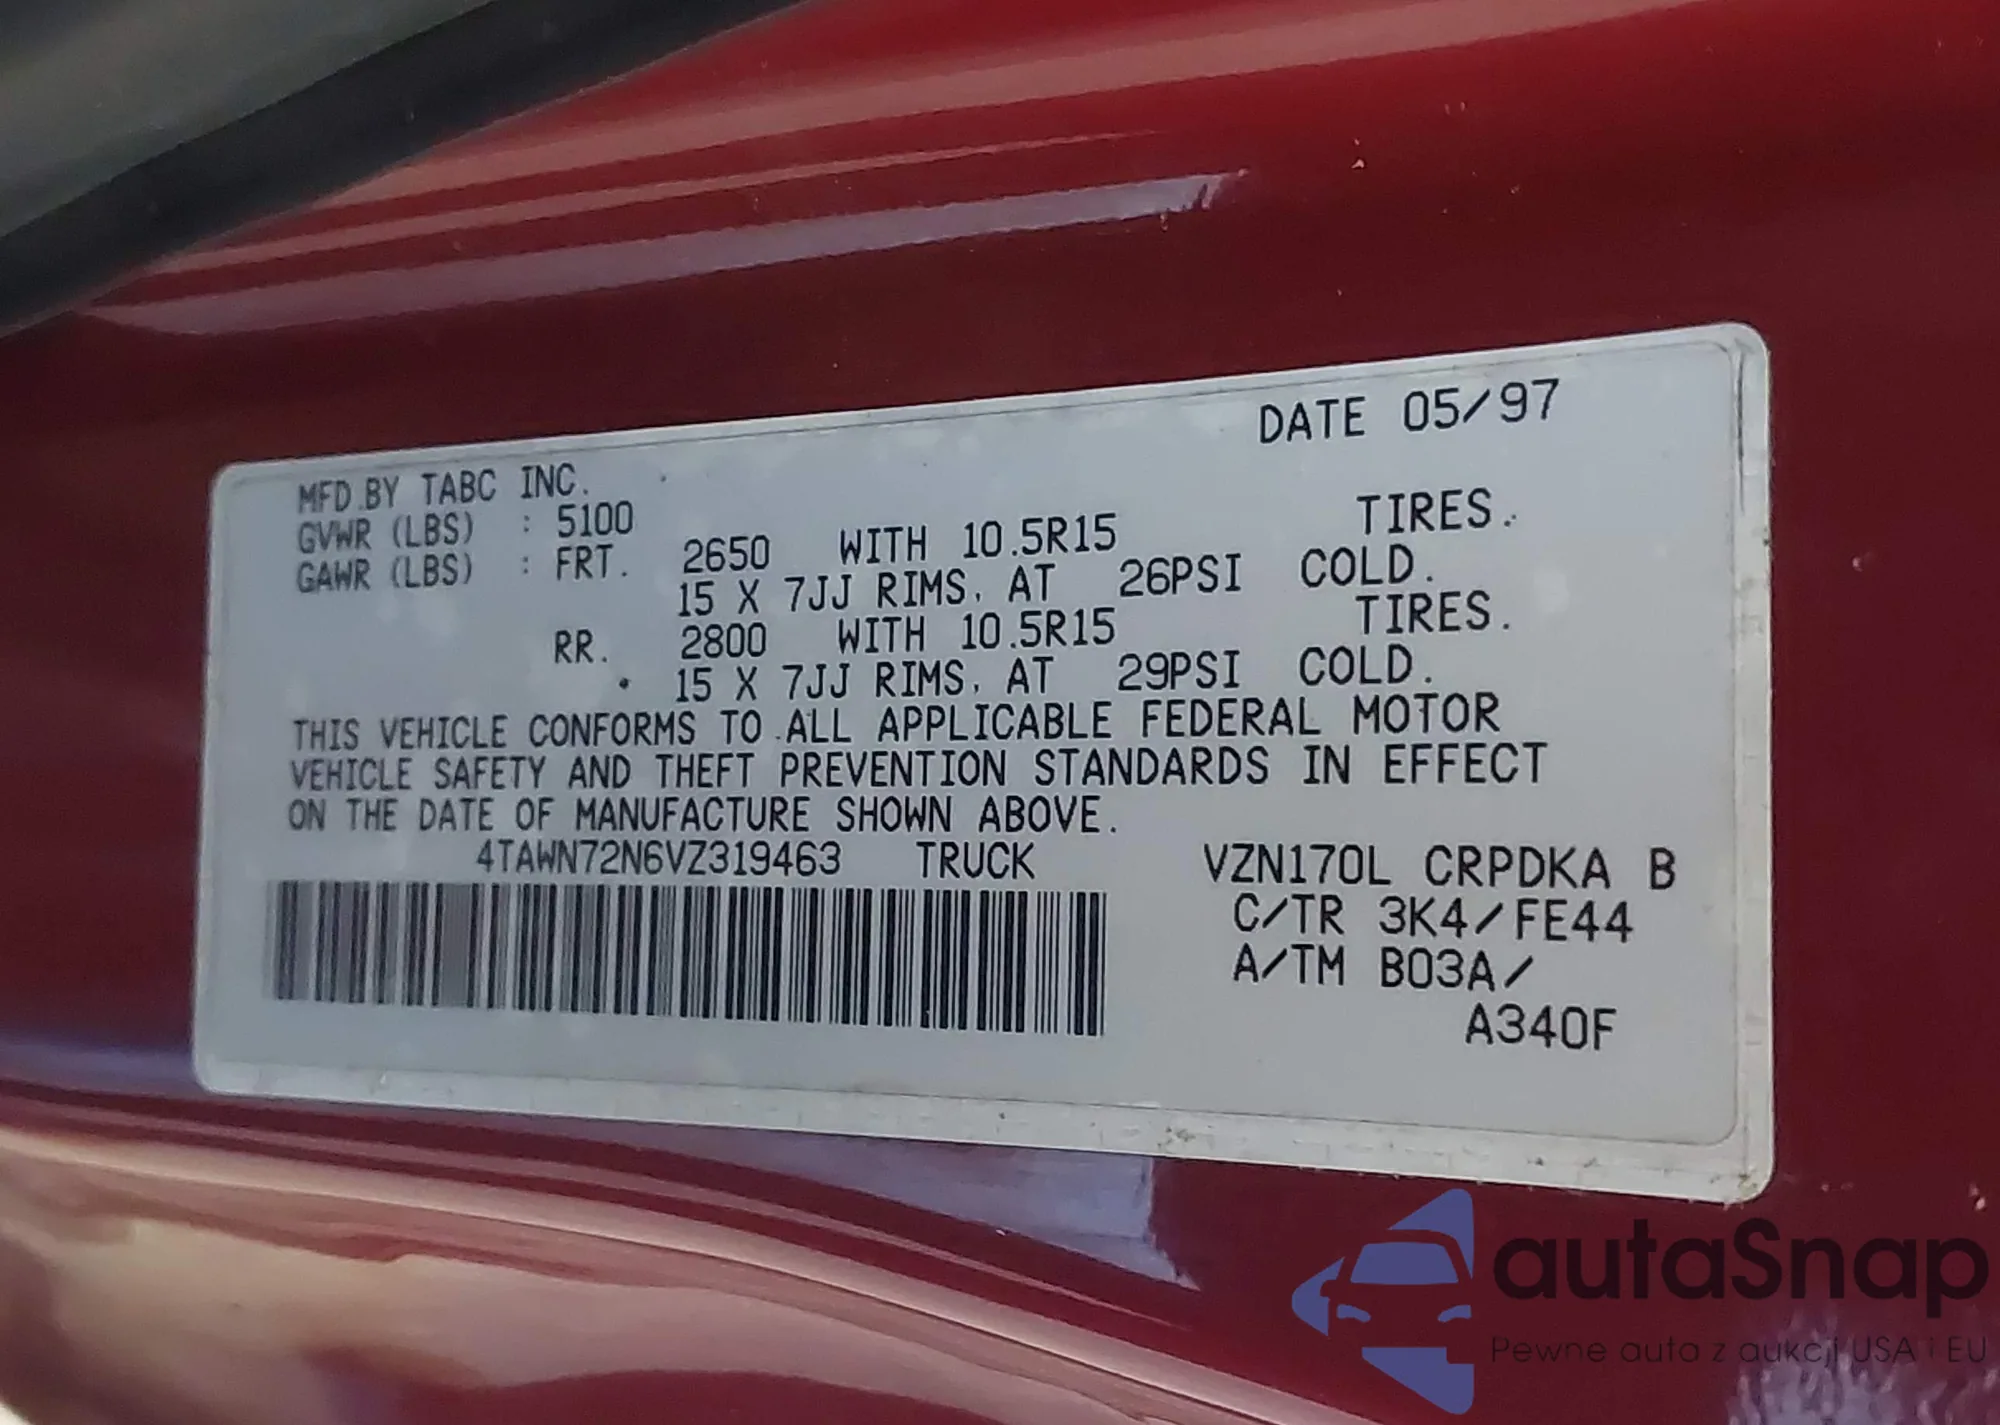 DATE 05/97
MFD.BY TABC INC.
GVWR (LBS) : 5100
GAWR (LBS) : FRT. 2650 WITH 10.5R15 TIRES.
15 X 7JJ RIMS, AT 26PSI COLD.
RR. 2800 WITH 10.5R15 TIRES.
15 X 7JJ RIMS, AT 29PSI COLD.
THIS VEHICLE CONFORMS TO ALL APPLICABLE FEDERAL MOTOR
VEHICLE SAFETY AND THEFT PREVENTION STANDARDS IN EFFECT
ON THE DATE OF MANUFACTURE SHOWN ABOVE.
4TAWN72N6VZ319463 TRUCK VZN170L CRPDKA B
C/TR 3K4/FE44
A/TM B03A/
A340F
autaSnap
Pewne auta z aukcji USA i EU